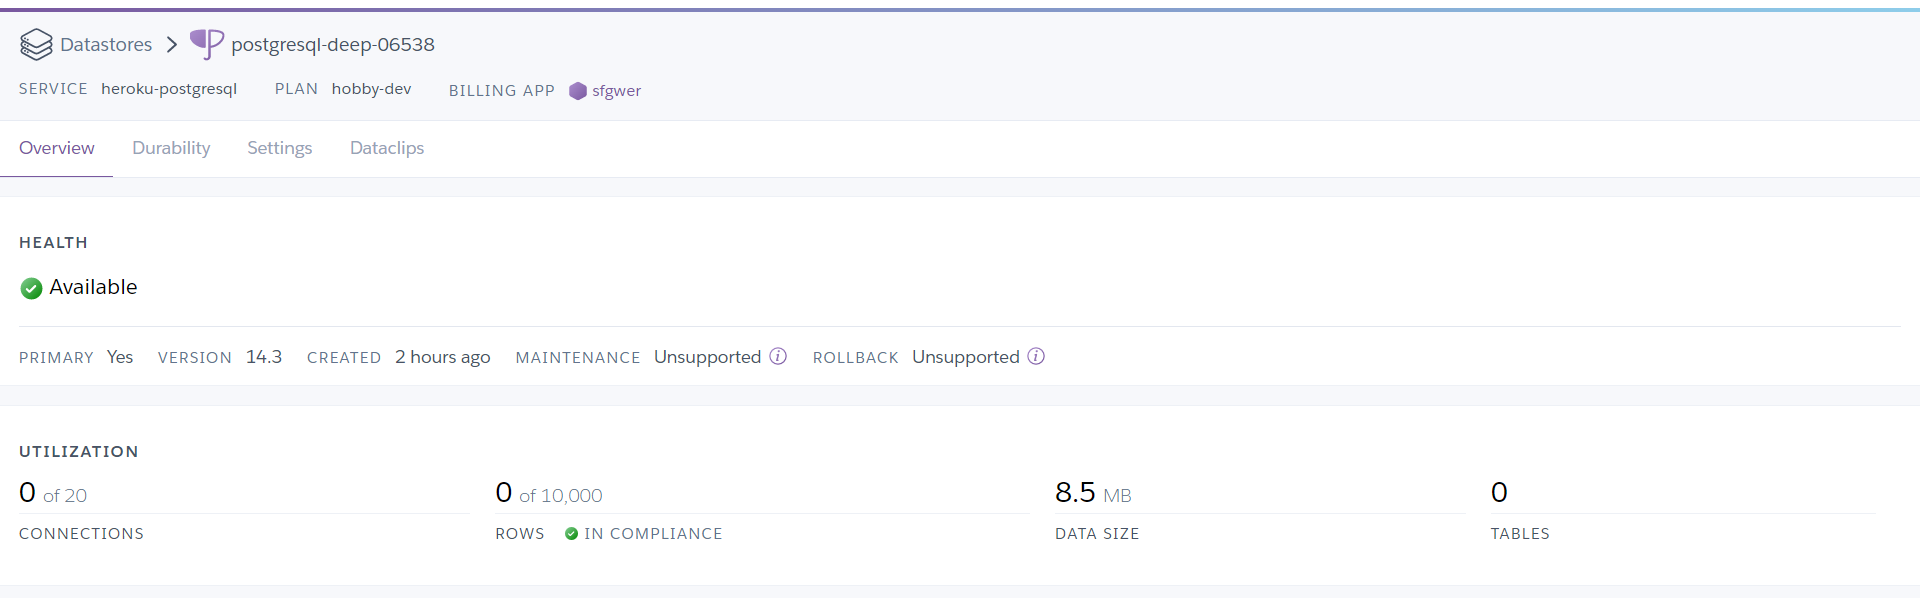 Datastores postgresql-deep-06538
SERVICE heroku-postgresql PLAN hobby-dev BILLING APP sfgwer
Overview Durability Settings Dataclips
HEALTH
Available
PRIMARY Yes VERSION 14.3 CREATED 2 hours ago MAINTENANCE Unsupported ROLLBACK Unsupported
UTILIZATION
0 of 20 0 of 10,000 8.5 MB 0
CONNECTIONS ROWS IN COMPLIANCE DATA SIZE TABLES